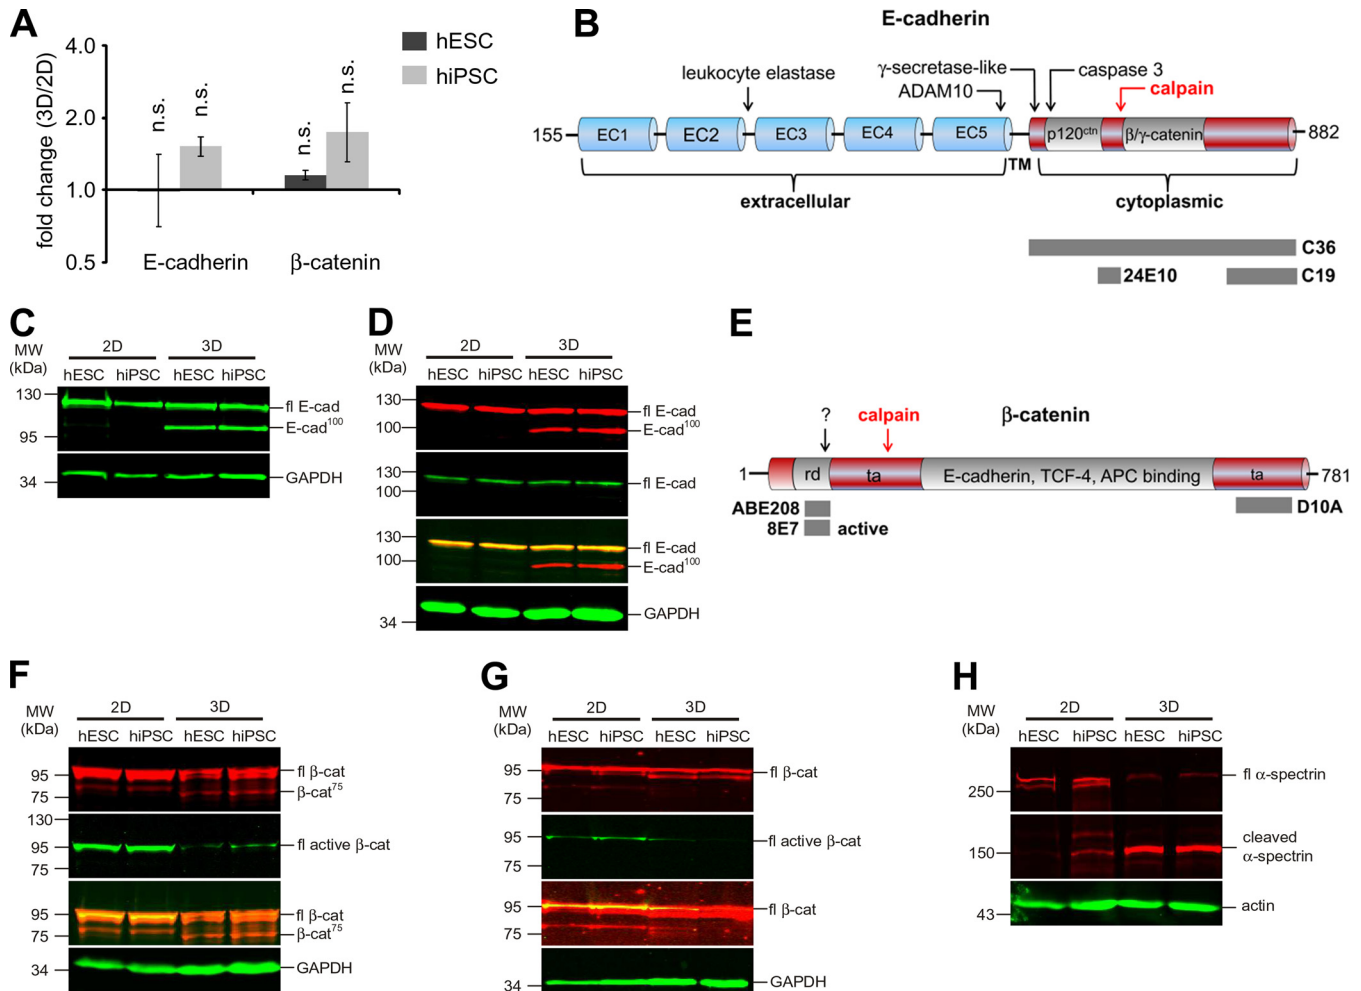 A
4.0
2.0
1.0
0.5
fold change (3D/2D)
n.s.
n.s.
n.s.
n.s.
hESC
hiPSC
E-cadherin
β-catenin
B
E-cadherin
leukocyte elastase
γ-secretase-like
ADAM10
caspase 3
calpain
155
EC1
EC2
EC3
EC4
EC5
p120ctn
β/γ-catenin
882
TM
extracellular
cytoplasmic
C36
24E10
C19
C
MW
(kDa)
2D
3D
hESC
hiPSC
hESC
hiPSC
130
95
34
fl E-cad
E-cad100
GAPDH
D
MW
(kDa)
2D
3D
hESC
hiPSC
hESC
hiPSC
130
100
fl E-cad
E-cad100
130
100
fl E-cad
130
100
fl E-cad
E-cad100
34
GAPDH
E
?
calpain
β-catenin
1
rd
ta
E-cadherin, TCF-4, APC binding
ta
781
ABE208
8E7
active
D10A
F
MW
(kDa)
2D
3D
hESC
hiPSC
hESC
hiPSC
95
75
fl β-cat
β-cat75
130
95
75
fl active β-cat
95
75
fl β-cat
β-cat75
34
GAPDH
G
MW
(kDa)
2D
3D
hESC
hiPSC
hESC
hiPSC
95
75
fl β-cat
95
75
fl active β-cat
95
75
fl β-cat
34
GAPDH
H
MW
(kDa)
2D
3D
hESC
hiPSC
hESC
hiPSC
250
fl α-spectrin
150
cleaved
α-spectrin
43
actin